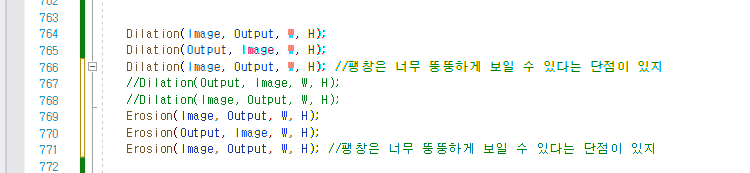 763
764 Dilation(Image, Output, W, H);
765 Dilation(Output, Image, W, H);
766 Dilation(Image, Output, W, H); //팽창은 너무 뚱뚱하게 보일 수 있다는 단점이 있지
767 //Dilation(Output, Image, W, H);
768 //Dilation(Image, Output, W, H);
769 Erosion(Image, Output, W, H);
770 Erosion(Output, Image, W, H);
771 Erosion(Image, Output, W, H); //팽창은 너무 뚱뚱하게 보일 수 있다는 단점이 있지
772